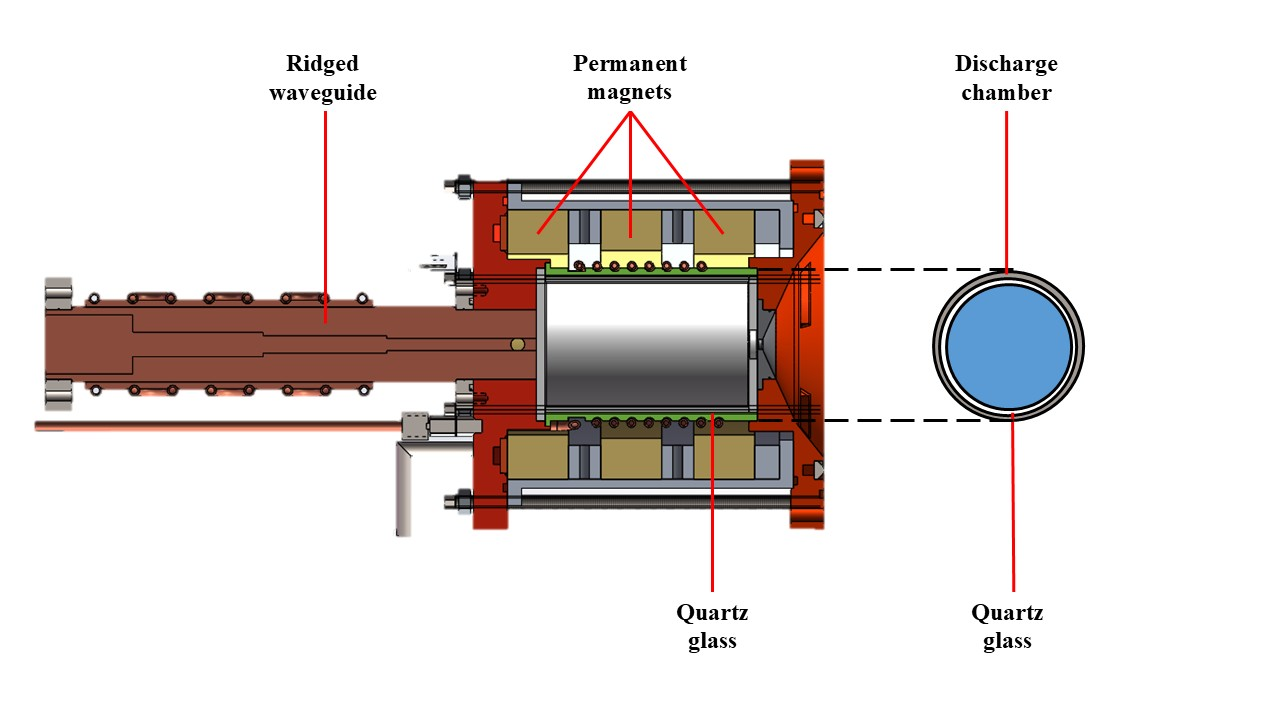 Ridged
waveguide
Permanent
magnets
Discharge
chamber
Quartz
glass
Quartz
glass